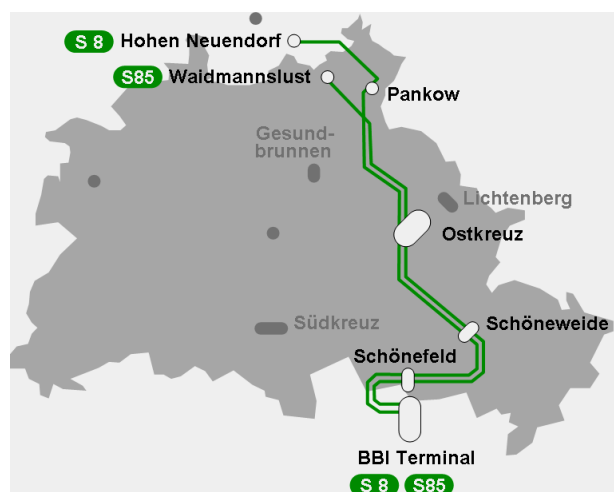 S 8 Hohen Neuendorf
S85 Waidmannslust
Pankow
Gesund-
brunnen
Lichtenberg
Ostkreuz
Südkreuz
Schöneweide
Schönefeld
BBI Terminal
S 8 S85